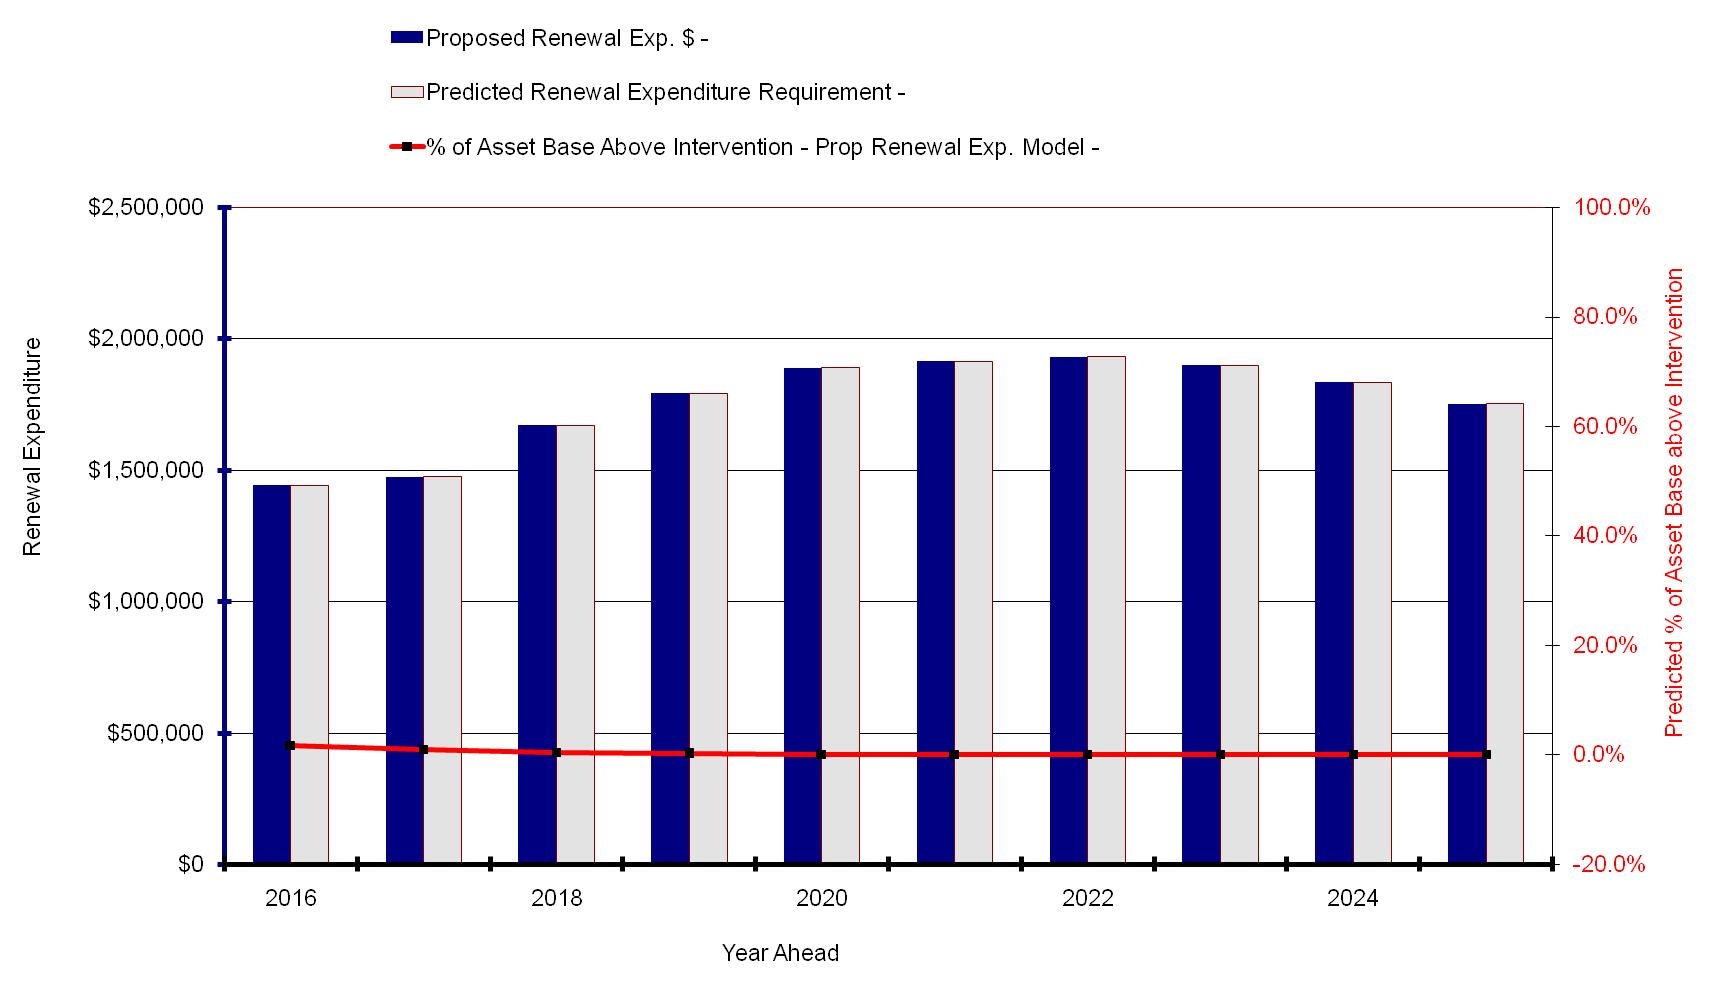 Proposed Renewal Exp. $ -
Predicted Renewal Expenditure Requirement -
% of Asset Base Above Intervention - Prop Renewal Exp. Model -
Renewal Expenditure
$2,500,000
$2,000,000
$1,500,000
$1,000,000
$500,000
$0
100.0%
80.0%
60.0%
40.0%
20.0%
0.0%
-20.0%
Predicted % of Asset Base above Intervention
2016 2018 2020 2022 2024
Year Ahead